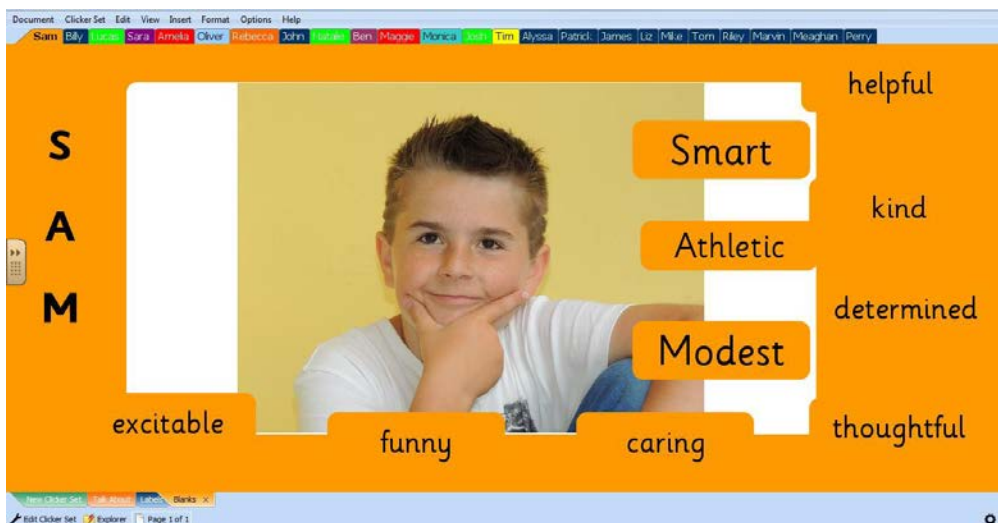 Document Clicker Set Edit View Insert Format Options Help
Sam Billy Lucas Sara Amelia Oliver Rebecca John Natalie Ben Maggie Monica Josh Tim Alyssa Patrick James Liz Mike Tom Riley Marvin Meaghan Perry
helpful
S
Smart
kind
A
Athletic
determined
M
Modest
excitable
funny
caring
thoughtful
New Clicker Set Talk About Labels Blanks ×
Edit Clicker Set Explorer Page 1 of 1